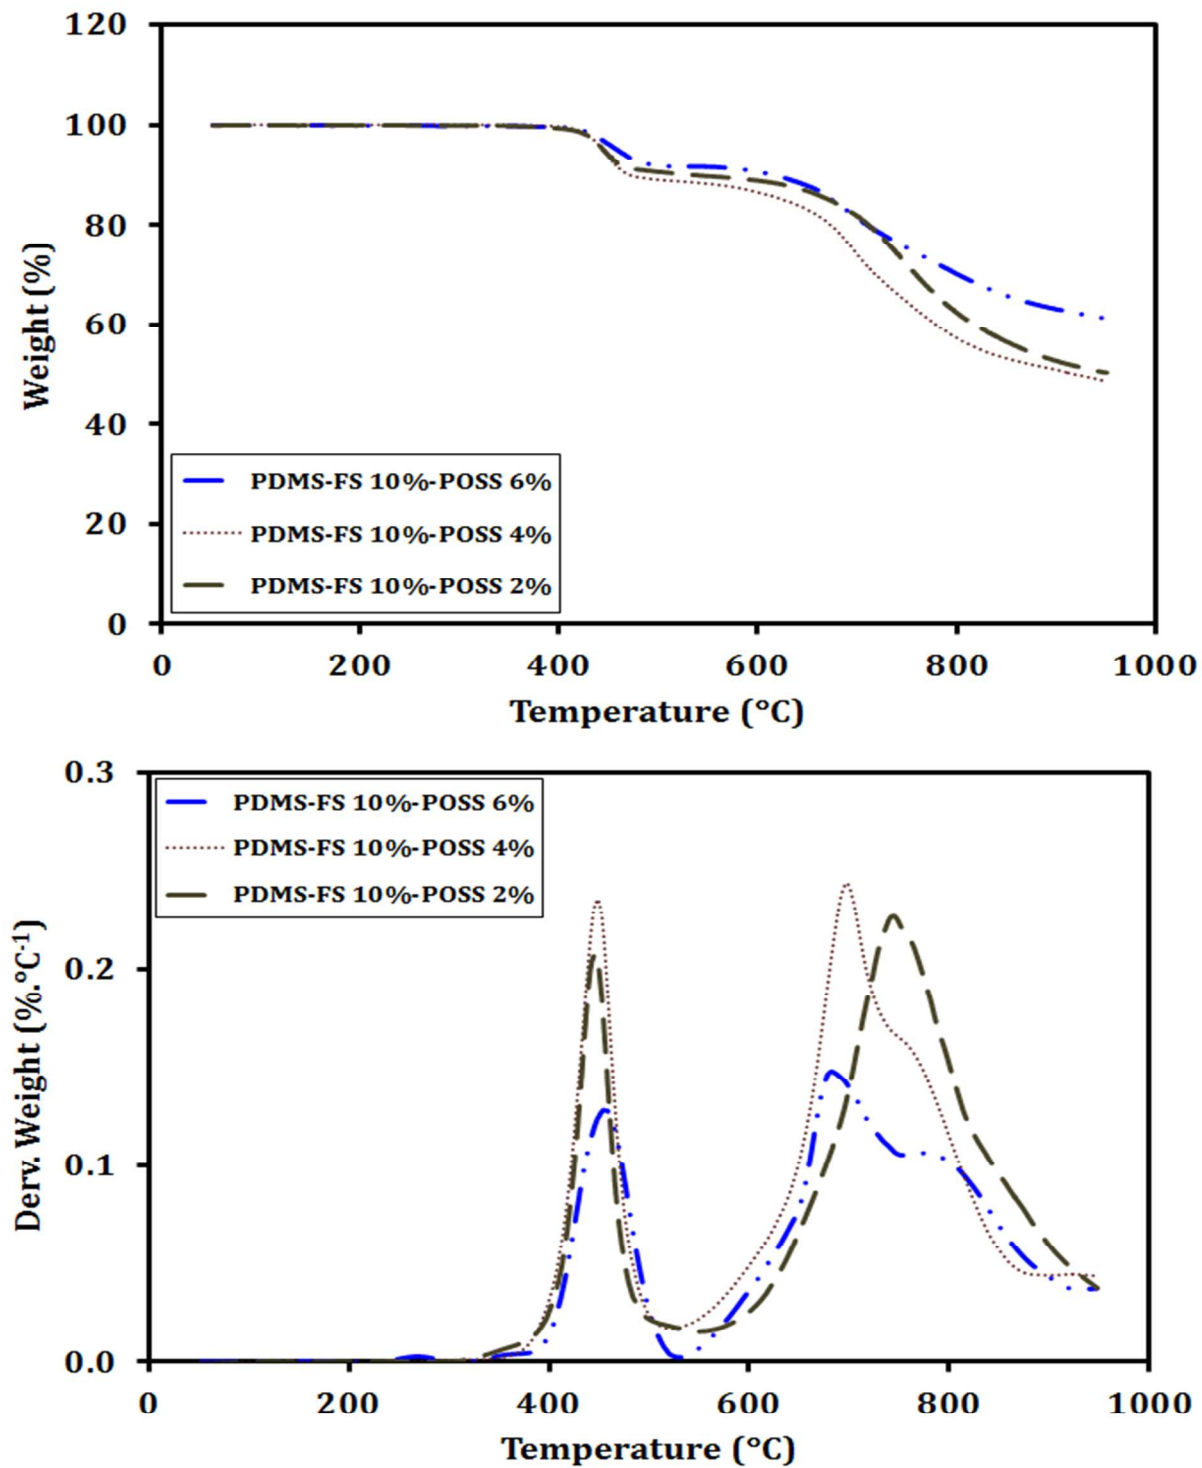 120
100
80
60
40
20
0
Weight (%)
PDMS-FS 10%-POSS 6%
PDMS-FS 10%-POSS 4%
PDMS-FS 10%-POSS 2%
0 200 400 600 800 1000
Temperature (°C)
0.3
0.2
0.1
0.0
Derv. Weight (%.°C-1)
PDMS-FS 10%-POSS 6%
PDMS-FS 10%-POSS 4%
PDMS-FS 10%-POSS 2%
0 200 400 600 800 1000
Temperature (°C)